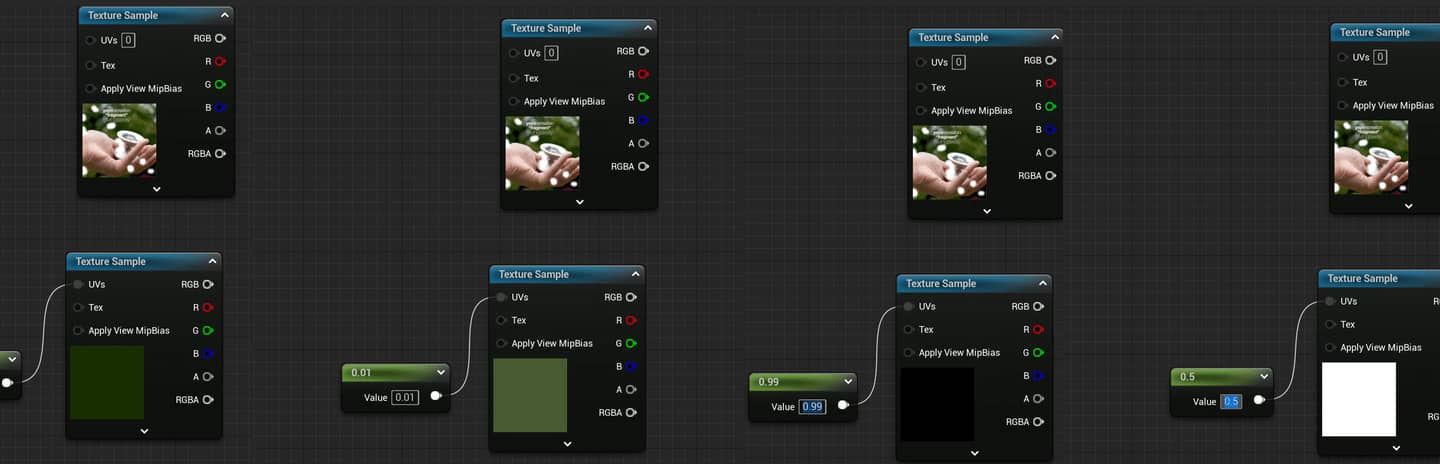 Texture Sample
UVs 0
RGB
Tex
R
Apply View MipBias
G
B
A
RGBA
Texture Sample
UVs 0
RGB
Tex
R
Apply View MipBias
G
B
A
RGBA
Texture Sample
UVs 0
RGB
Tex
R
Apply View MipBias
G
B
A
RGBA
Texture Sample
UVs 0
Tex
Apply View MipBias
Texture Sample
UVs
RGB
Tex
R
Apply View MipBias
G
B
A
RGBA
0.01
Value 0.01
Texture Sample
UVs
RGB
Tex
R
Apply View MipBias
G
B
A
RGBA
0.99
Value 0.99
Texture Sample
UVs
RGB
Tex
R
Apply View MipBias
G
B
A
RGBA
0.5
Value 0.5
Texture Sample
UVs
Tex
Apply View MipBias